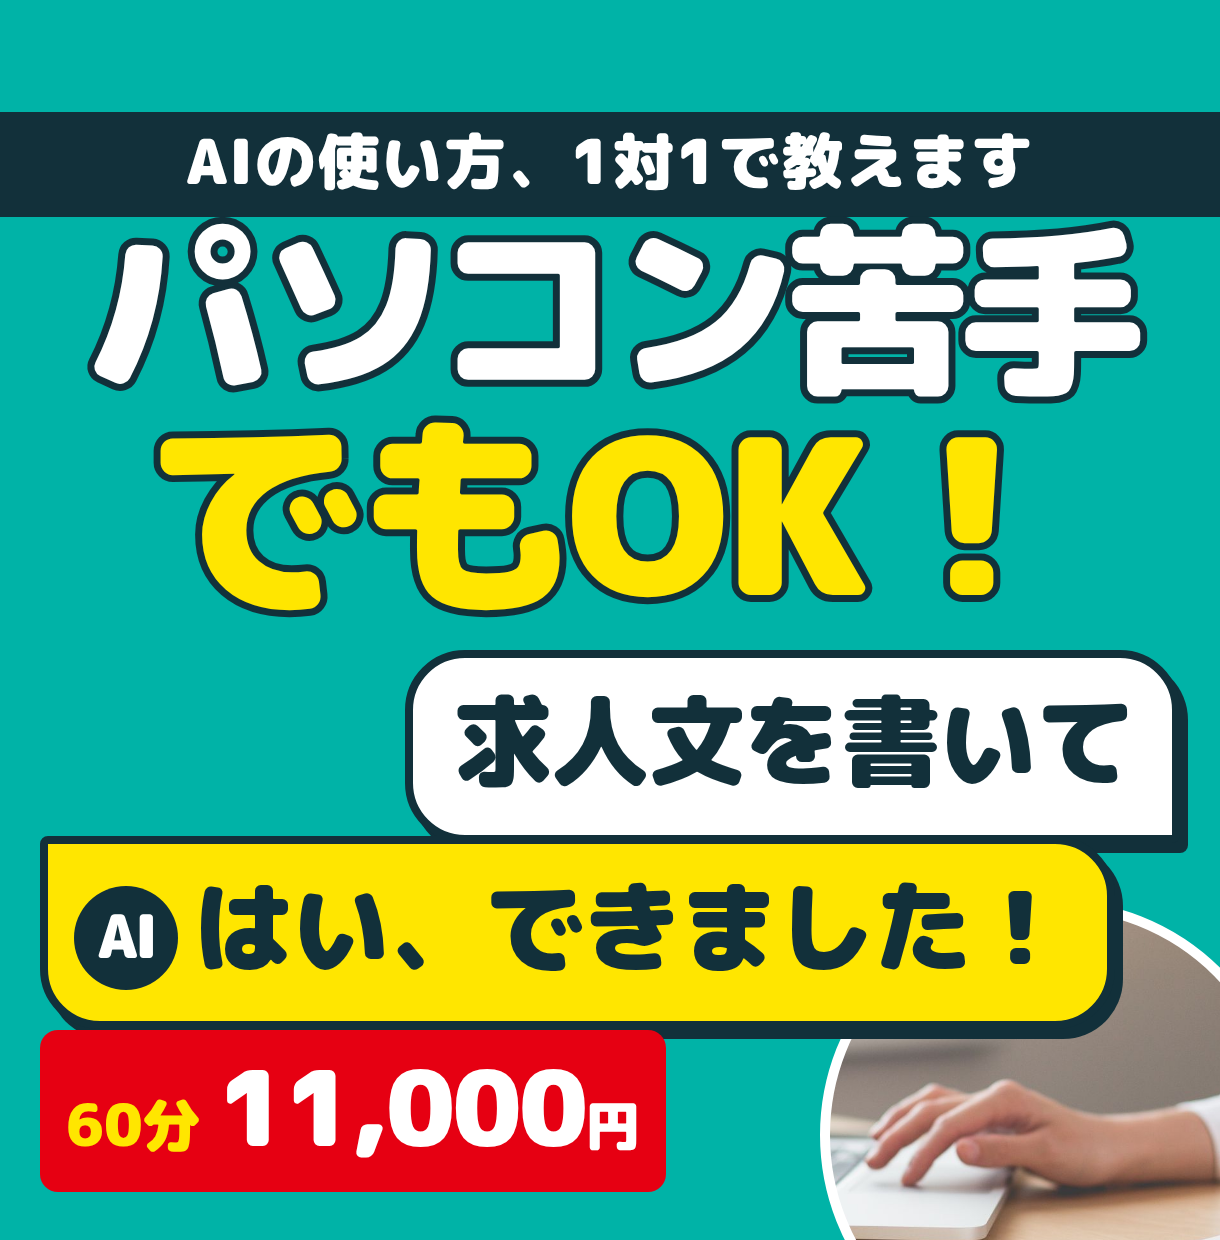 AIの使い方、1対1で教えます
パソコン苦手
でもOK！
求人文を書いて
AI はい、できました！
60分 11,000円